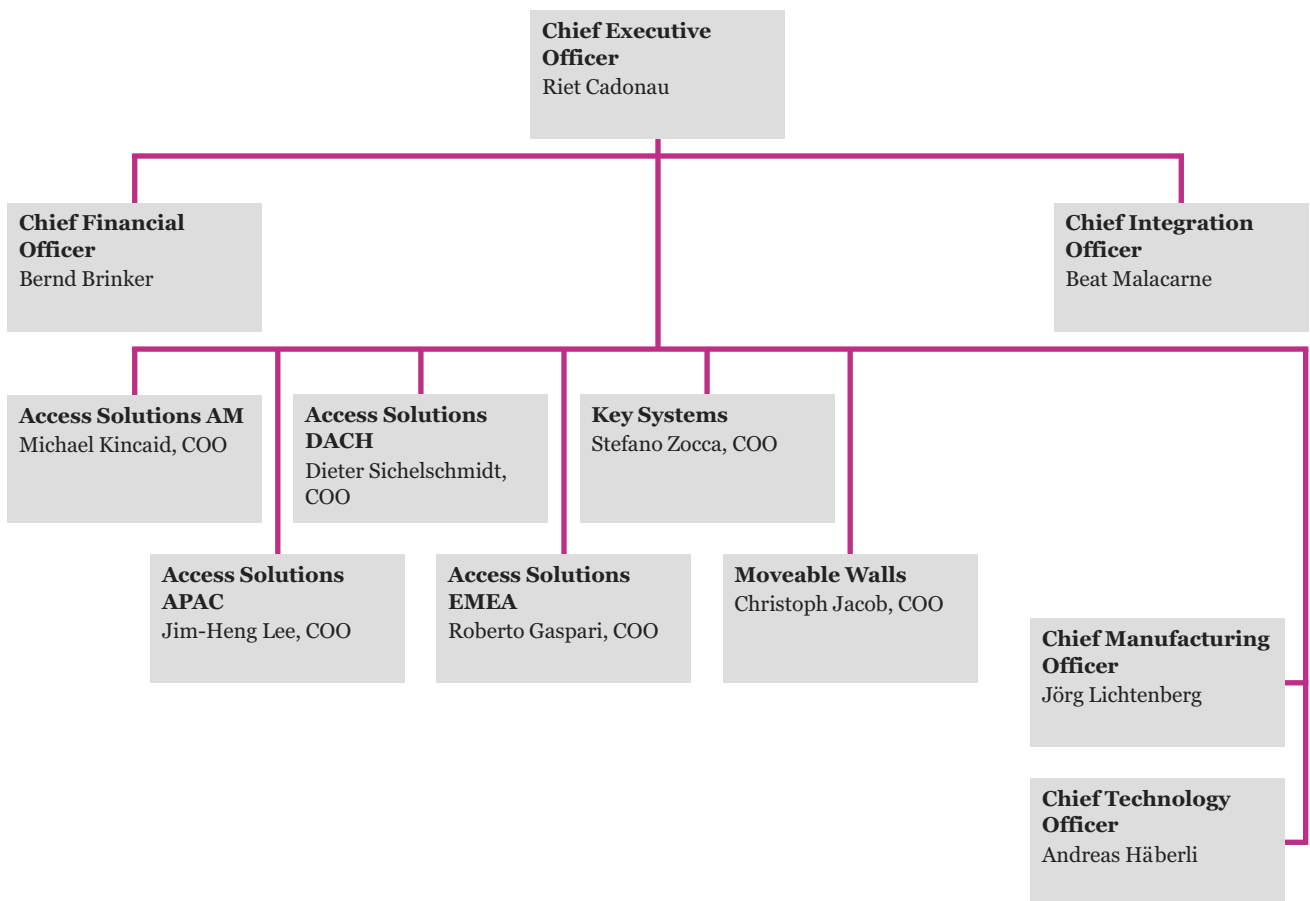 Chief Executive
Officer
Riet Cadonau
Chief Financial
Officer
Bernd Brinker
Chief Integration
Officer
Beat Malacarne
Access Solutions AM
Michael Kincaid, COO
Access Solutions
DACH
Dieter Sichelschmidt,
COO
Key Systems
Stefano Zocca, COO
Access Solutions
APAC
Jim-Heng Lee, COO
Access Solutions
EMEA
Roberto Gaspari, COO
Moveable Walls
Christoph Jacob, COO
Chief Manufacturing
Officer
Jörg Lichtenberg
Chief Technology
Officer
Andreas Häberli